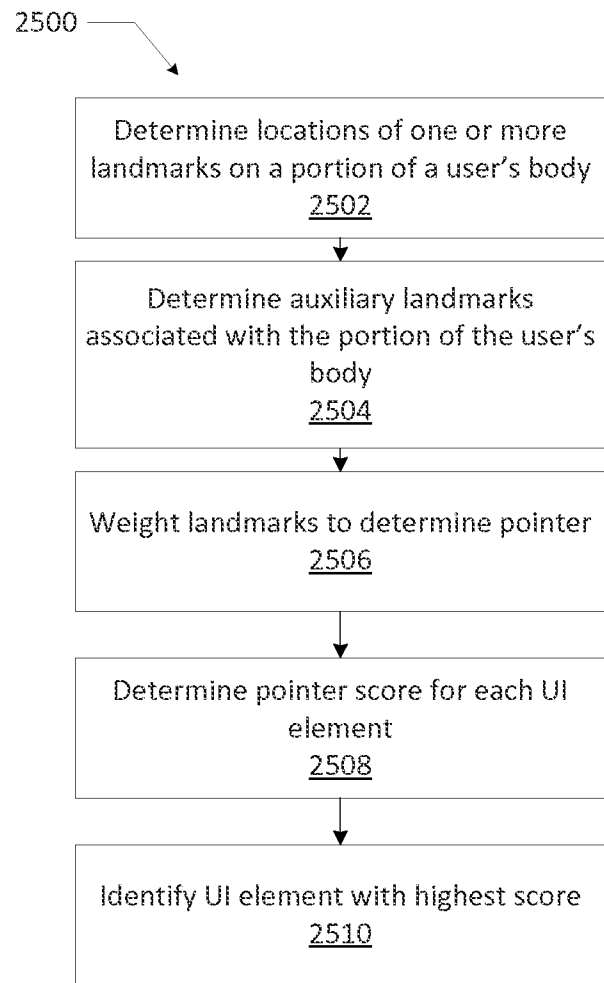 2500
Determine locations of one or more
landmarks on a portion of a user's body
2502
Determine auxiliary landmarks
associated with the portion of the user's
body
2504
Weight landmarks to determine pointer
2506
Determine pointer score for each UI
element
2508
Identify UI element with highest score
2510